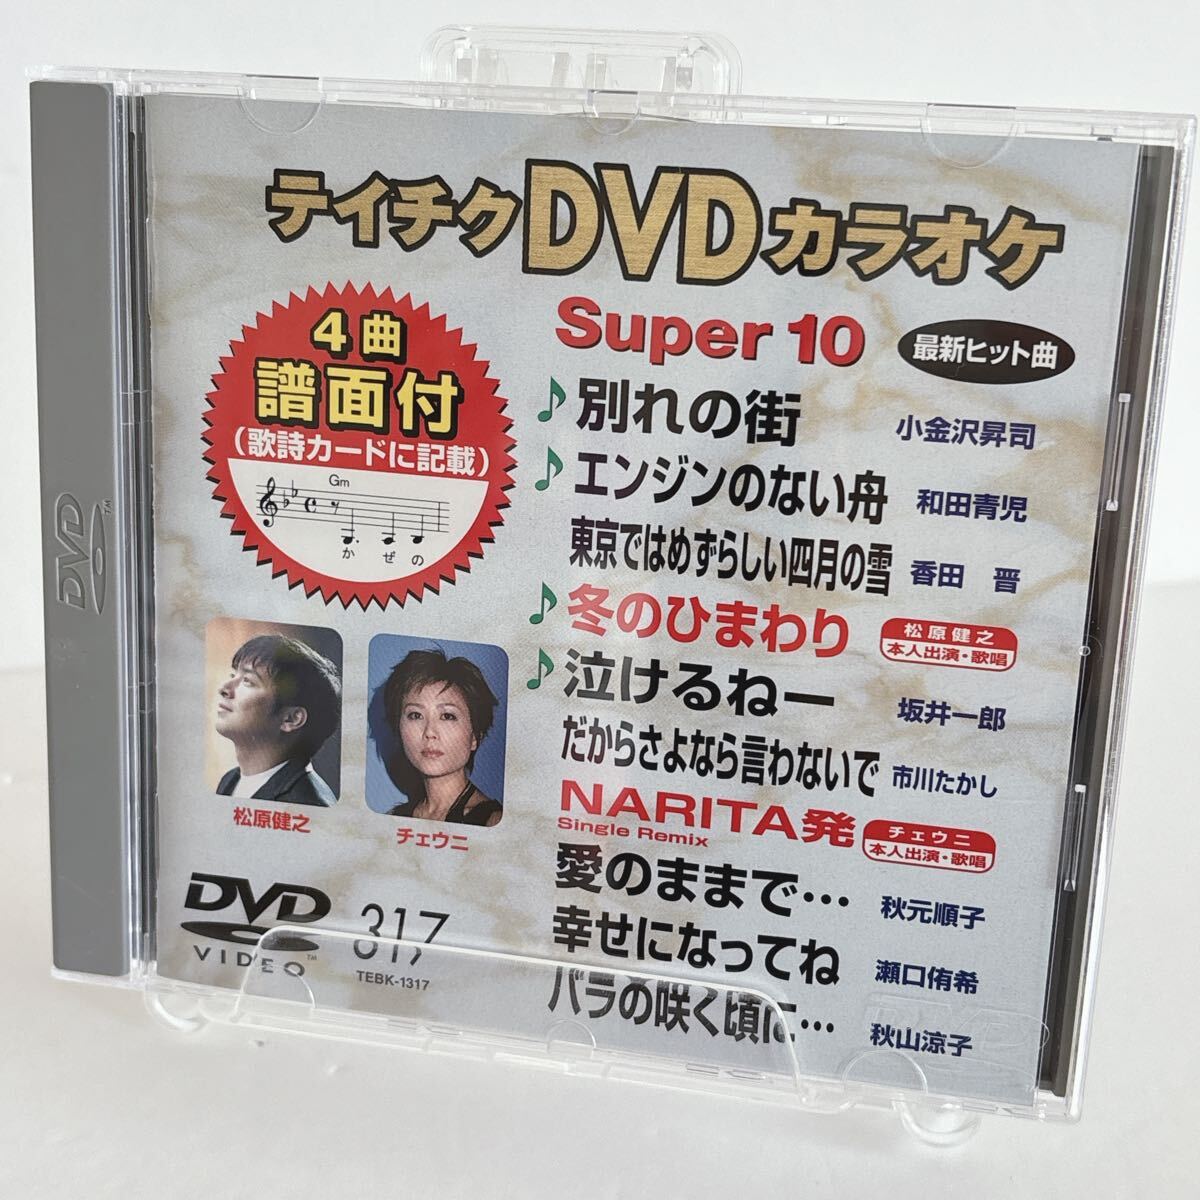 テイチクDVDカラオケ
Super 10 最新ヒット曲
4曲
譜面付
(歌詩カードに記載)
Gm
か ぜ の
♪別れの街 小金沢昇司
♪エンジンのない舟 和田青児
東京ではめずらしい四月の雪 香田 晋
♪冬のひまわり 松原健之
本人出演・歌唱
♪泣けるねー 坂井一郎
だからさよなら言わないで 市川たかし
NARITA発 チェウニ
Single Remix 本人出演・歌唱
愛のままで… 秋元順子
幸せになってね 瀬口侑希
バラの咲く頃に… 秋山涼子
松原健之
チェウニ
DVD
VIDEO™
317
TEBK-1317
DVD™